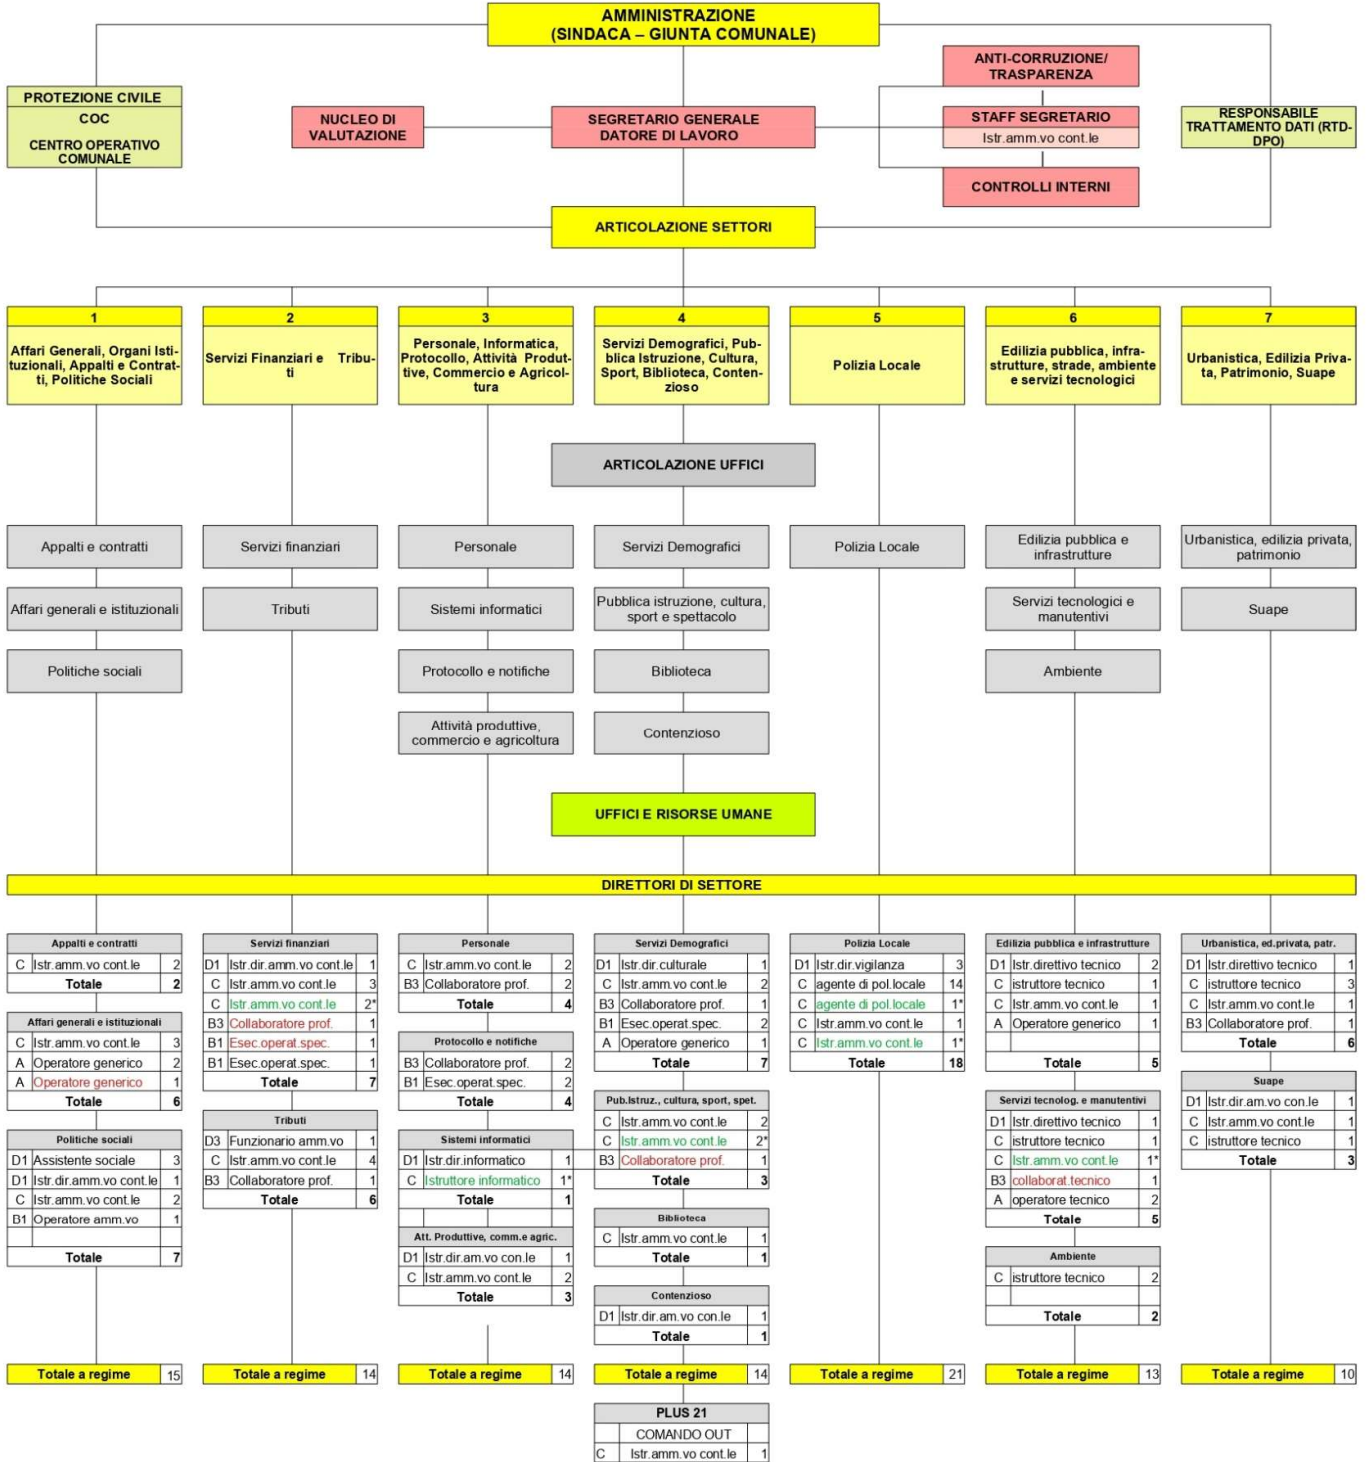 AMMINISTRAZIONE
(SINDACA – GIUNTA COMUNALE)
PROTEZIONE CIVILE
COC
CENTRO OPERATIVO
COMUNALE
NUCLEO DI
VALUTAZIONE
SEGRETARIO GENERALE
DATORE DI LAVORO
ANTI-CORRUZIONE/
TRASPARENZA
STAFF SEGRETARIO
Istr.amm.vo cont.le
CONTROLLI INTERNI
RESPONSABILE
TRATTAMENTO DATI (RTD-
DPO)
ARTICOLAZIONE SETTORI
1
Affari Generali, Organi Isti-
tuzionali, Appalti e Contrat-
ti, Politiche Sociali
2
Servizi Finanziari e Tribu-
ti
3
Personale, Informatica,
Protocollo, Attività Produt-
tive, Commercio e Agricol-
tura
4
Servizi Demografici, Pub-
blica Istruzione, Cultura,
Sport, Biblioteca, Conten-
zioso
5
Polizia Locale
6
Edilizia pubblica, infra-
strutture, strade, ambiente
e servizi tecnologici
7
Urbanistica, Edilizia Priva-
ta, Patrimonio, Suape
ARTICOLAZIONE UFFICI
Appalti e contratti
Affari generali e istituzionali
Politiche sociali
Servizi finanziari
Tributi
Personale
Sistemi informatici
Protocollo e notifiche
Attività produttive,
commercio e agricoltura
Servizi Demografici
Pubblica istruzione, cultura,
sport e spettacolo
Biblioteca
Contenzioso
Polizia Locale
Edilizia pubblica e
infrastrutture
Servizi tecnologici e
manutentivi
Ambiente
Urbanistica, edilizia privata,
patrimonio
Suape
UFFICI E RISORSE UMANE
DIRETTORI DI SETTORE
Appalti e contratti
C Istr.amm.vo cont.le 2
Totale 2
Affari generali e istituzionali
C Istr.amm.vo cont.le 3
A Operatore generico 2
A Operatore generico 1
Totale 6
Politiche sociali
D1 Assistente sociale 3
D1 Istr.dir.amm.vo cont.le 1
C Istr.amm.vo cont.le 2
B1 Operatore amm.vo 1
Totale 7
Totale a regime 15
Servizi finanziari
D1 Istr.dir.amm.vo cont.le 1
C Istr.amm.vo cont.le 3
C Istr.amm.vo cont.le 2*
B3 Collaboratore prof. 1
B1 Esec.operat.spec. 1
B1 Esec.operat.spec. 1
Totale 7
Tributi
D3 Funzionario amm.vo 1
C Istr.amm.vo cont.le 4
B3 Collaboratore prof. 1
Totale 6
Totale a regime 14
Personale
C Istr.amm.vo cont.le 2
B3 Collaboratore prof. 2
Totale 4
Protocollo e notifiche
B3 Collaboratore prof. 2
B1 Esec.operat.spec. 2
Totale 4
Sistemi informatici
D1 Istr.dir.informatico 1
C Istruttore informatico 1*
Totale 1
Att. Produttive, comm.e agric.
D1 Istr.dir.am.vo con.le 1
C Istr.amm.vo cont.le 2
Totale 3
Totale a regime 14
Servizi Demografici
D1 Istr.dir.culturale 1
C Istr.amm.vo cont.le 2
B3 Collaboratore prof. 1
B1 Esec.operat.spec. 2
A Operatore generico 1
Totale 7
Pub.Istruz., cultura, sport, spet.
C Istr.amm.vo cont.le 2
C Istr.amm.vo cont.le 2*
B3 Collaboratore prof. 1
Totale 3
Biblioteca
C Istr.amm.vo cont.le 1
Totale 1
Contenzioso
D1 Istr.dir.am.vo con.le 1
Totale 1
Totale a regime 14
PLUS 21
COMANDO OUT
C Istr.amm.vo cont.le 1
Polizia Locale
D1 Istr.dir.vigilanza 3
C agente di pol.locale 14
C agente di pol.locale 1*
C Istr.amm.vo cont.le 1
C Istr.amm.vo cont.le 1*
Totale 18
Totale a regime 21
Edilizia pubblica e infrastrutture
D1 Istr.direttivo tecnico 2
C istruttore tecnico 1
C Istr.amm.vo cont.le 1
A Operatore generico 1
Totale 5
Servizi tecnolog. e manutentivi
D1 Istr.direttivo tecnico 1
C istruttore tecnico 1
C Istr.amm.vo cont.le 1*
B3 collaborat.tecnico 1
A operatore tecnico 2
Totale 5
Ambiente
C istruttore tecnico 2
Totale 2
Totale a regime 13
Urbanistica, ed.privata, patr.
D1 Istr.direttivo tecnico 1
C istruttore tecnico 3
C Istr.amm.vo cont.le 1
B3 Collaboratore prof. 1
Totale 6
Suape
D1 Istr.dir.am.vo con.le 1
C Istr.amm.vo cont.le 1
C istruttore tecnico 1
Totale 3
Totale a regime 10